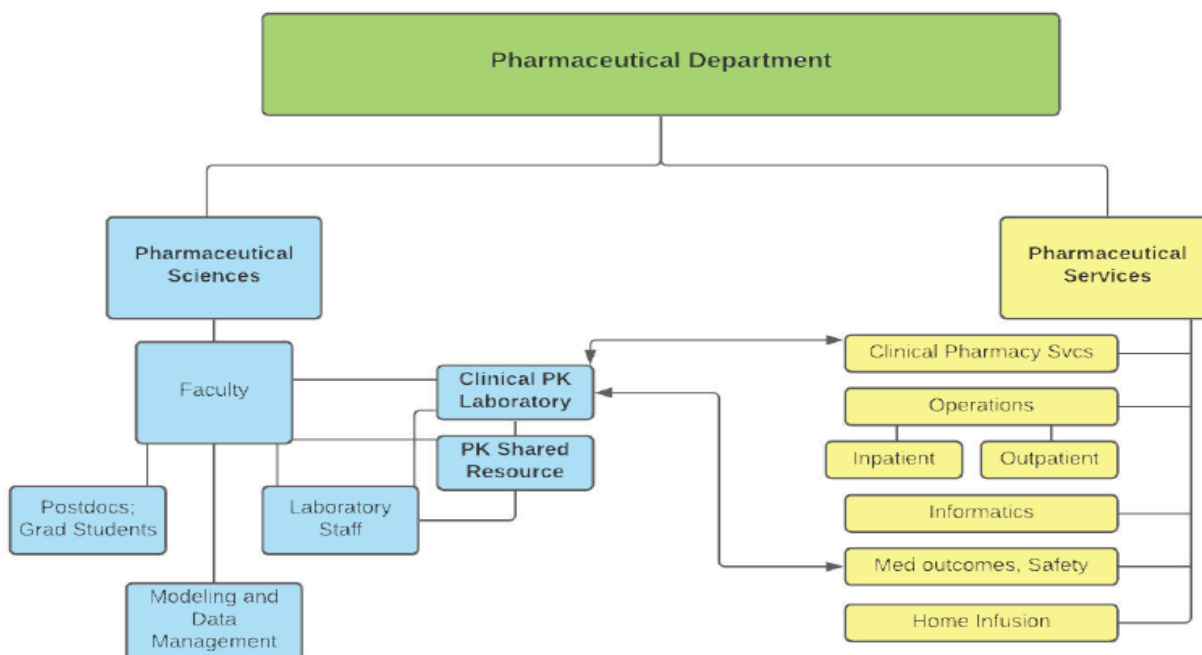 Pharmaceutical Department
Pharmaceutical
Sciences
Pharmaceutical
Services
Faculty
Clinical PK
Laboratory
PK Shared
Resource
Postdocs;
Grad Students
Laboratory
Staff
Modeling and
Data
Management
Clinical Pharmacy Svcs
Operations
Inpatient
Outpatient
Informatics
Med outcomes, Safety
Home Infusion